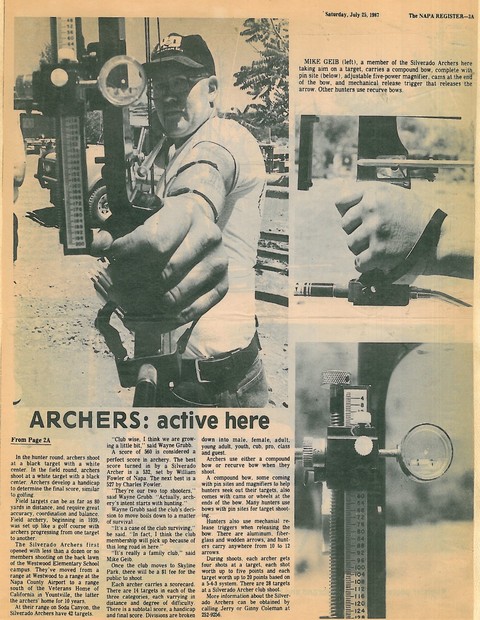 Saturday, July 25, 1987
The NAPA REGISTER—3A
MIKE GEIB (left), a member of the Silverado Archers here
taking aim on a target, carries a compound bow, complete with
pin site (below), adjustable five-power magnifier, cams at the end
of the bow, and mechanical release trigger that releases the
arrow. Other hunters use recurve bows.
ARCHERS: active here
From Page 2A
In the hunter round, archers shoot
at a black target with a white
center. In the field round, archers
shoot at a white target with a black
center. Archers develop a handicap
to determine the final score, similar
to golfing.
Field targets can be as far as 80
yards in distance, and require great
accuracy, coordination and balance.
Field archery, beginning in 1939,
was set up like a golf course with
archers progressing from one target
to another.
The Silverado Archers first
opened with less than a dozen or so
members shooting on the back lawn
of the Westwood Elementary School
campus. They've moved from a
range at Westwood to a range at the
Napa County Airport to a range
south of the Veterans Home of
California in Yountville, the latter
the archers' home for 10 years.
At their range on Soda Canyon, the
Silverado Archers have 42 targets.
"Club wise, I think we are grow-
ing a little bit," said Wayne Grubb.
A score of 560 is considered a
perfect score in archery. The best
score turned in by a Silverado
Archer is a 532, set by William
Fowler of Napa. The next best is a
527 by Charles Fowler.
"They're our two top shooters,"
said Wayne Grubb. "Actually, arch-
ery's intent starts with hunting."
Wayne Grubb said the club's deci-
sion to move boils down to a matter
of survival
"It's a case of the club surviving,"
he said. "In fact, I think the club
membership will pick up because of
this long road in here."
"It's really a family club," said
Mike Geib.
Once the club moves to Skyline
Park, there will be a $1 fee for the
public to shoot
Each archer carries a scorecard.
There are 14 targets in each of the
three categories, each varying in
distance and degree of difficulty.
There is a subtotal score, a handicap
and final score. Divisions are broken
down into male, female, adult,
young adult, youth, cub, pro, class
and guest.
Archers use either a compound
bow or recurve bow when they
shoot.
A compound bow, some coming
with pin sites and magnifiers to help
hunters seek out their targets, also
comes with cams or wheels at the
ends of the bow. Many hunters use
bows with pin sites for target shoot-
ing.
Hunters also use mechanical re-
lease triggers when releasing the
bow. There are aluminum, fiber-
glass and wooden arrows, and hunt-
ers carry anywhere from 10 to 12
arrows.
During shoots, each archer gets
four shots at a target, each shot
worth up to five points and each
target worth up to 20 points based on
a 5-4-3 system. There are 28 targets
at a Silverado Archer club shoot.
More information about the Silver-
ado Archers can be obtained by
calling Jerry or Ginny Coleman at
252-9256.